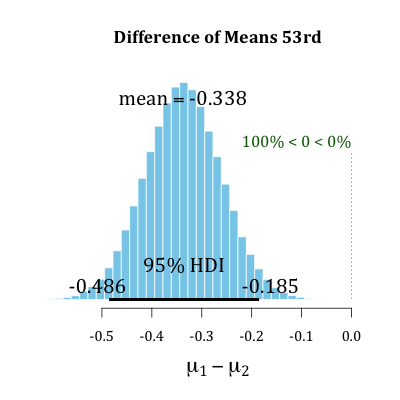 Difference of Means 53rd
mean = -0.338
100% < 0 < 0%
95% HDI
-0.486 -0.185
-0.5 -0.4 -0.3 -0.2 -0.1 0.0
μ₁ − μ₂